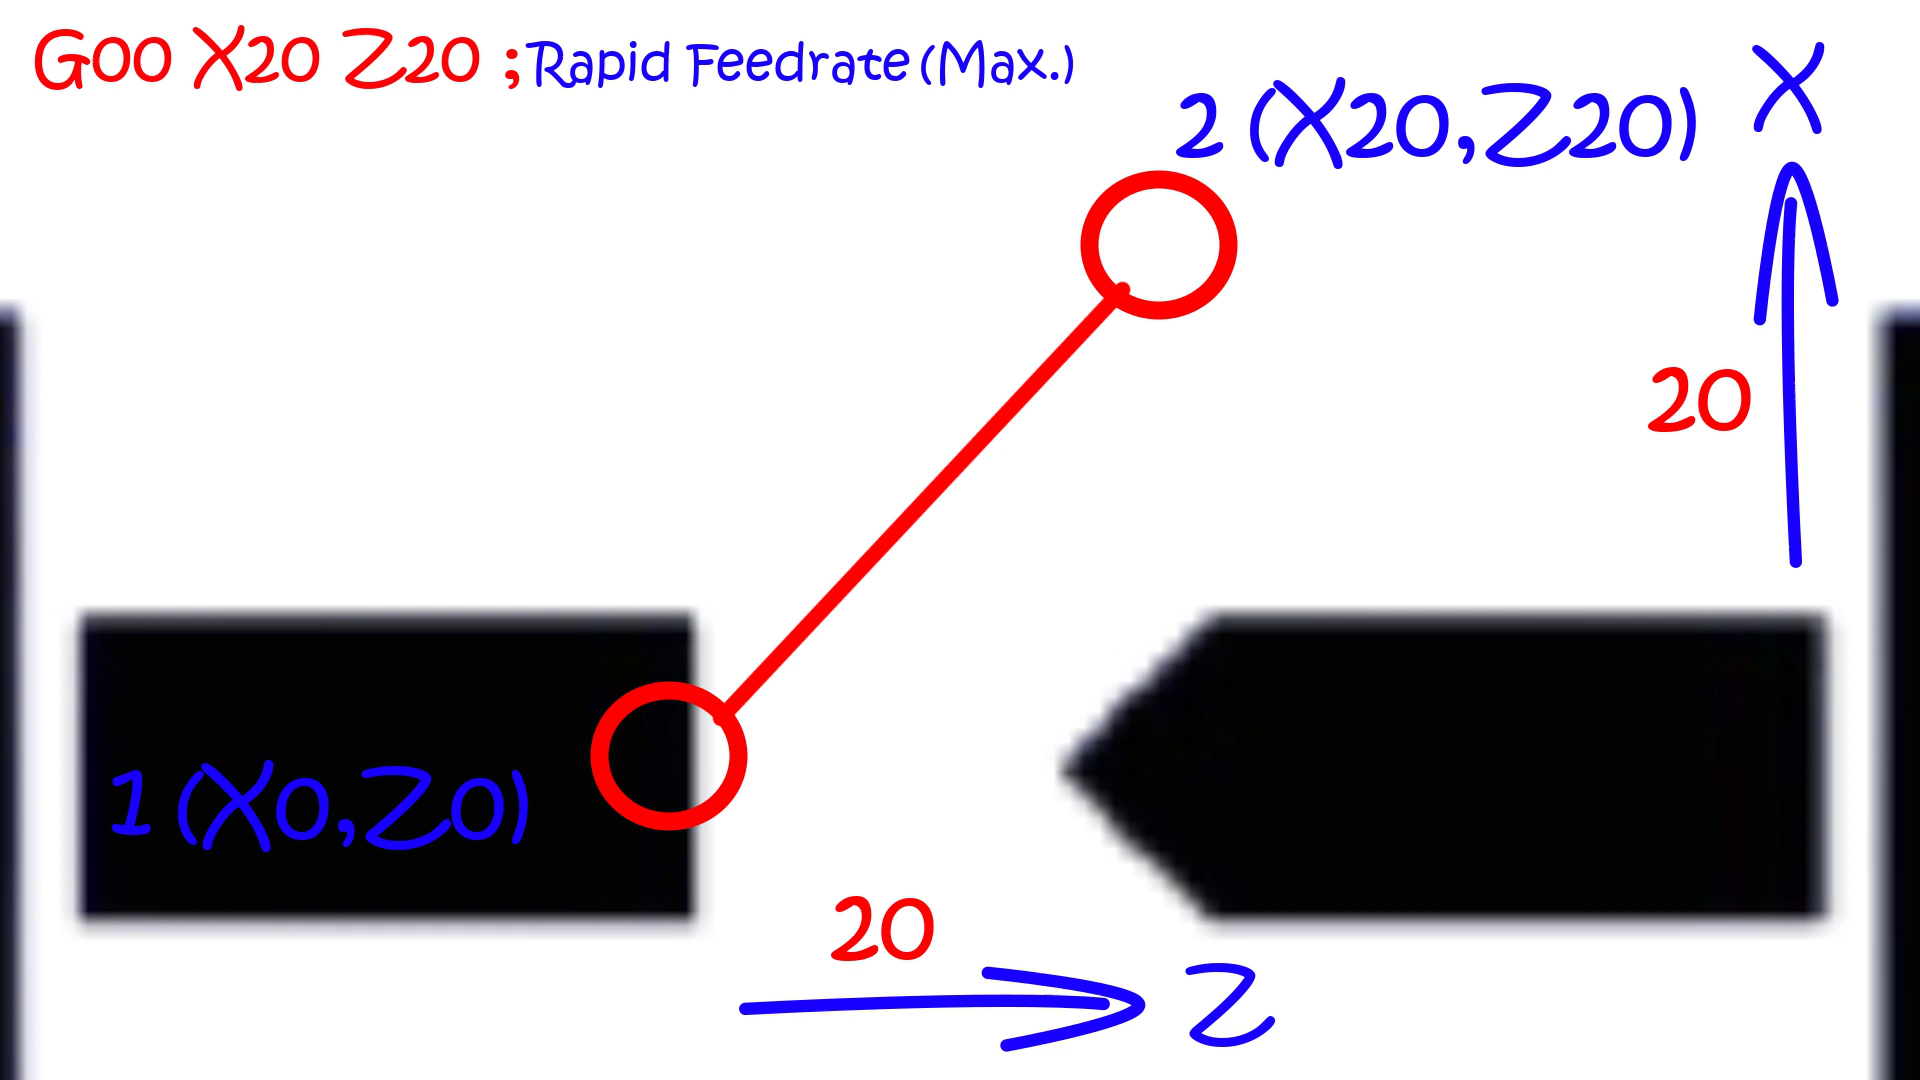 G00 X20 Z20 ;Rapid Feedrate (Max.)
2 (X20,Z20)
X
20
1 (X0,Z0)
20
Z